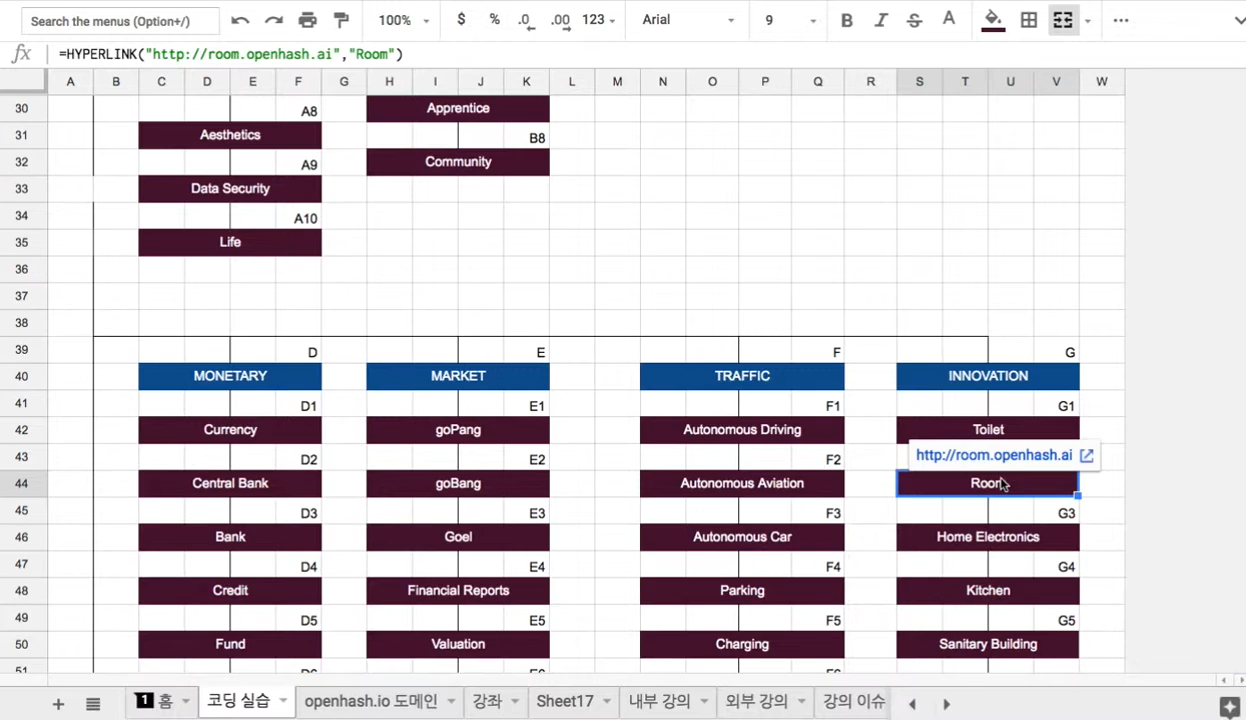 Search the menus (Option+/)
100%
$ % .0 .00 123
Arial
9
B I S A
fx =HYPERLINK("http://room.openhash.ai","Room")
A B C D E F G H I J K L M N O P Q R S T U V W
30 A8 Apprentice
31 Aesthetics B8
32 A9 Community
33 Data Security
34 A10
35 Life
36
37
38
39 D E F G
40 MONETARY MARKET TRAFFIC INNOVATION
41 D1 E1 F1 G1
42 Currency goPang Autonomous Driving Toilet
43 D2 E2 F2 http://room.openhash.ai
44 Central Bank goBang Autonomous Aviation Room
45 D3 E3 F3 G3
46 Bank Goel Autonomous Car Home Electronics
47 D4 E4 F4 G4
48 Credit Financial Reports Parking Kitchen
49 D5 E5 F5 G5
50 Fund Valuation Charging Sanitary Building
51 D6 E6
+ 1 홈 코딩 실습 openhash.io 도메인 강좌 Sheet17 내부 강의 외부 강의 강의 이슈